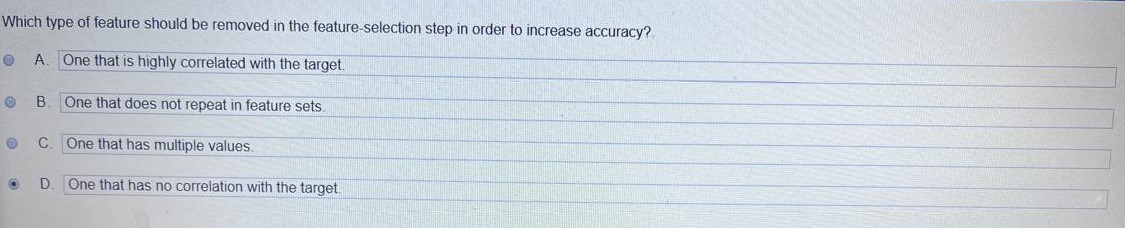 Which type of feature should be removed in the feature-selection step in order to increase accuracy?
A. One that is highly correlated with the target.
B. One that does not repeat in feature sets.
C. One that has multiple values.
D. One that has no correlation with the target.